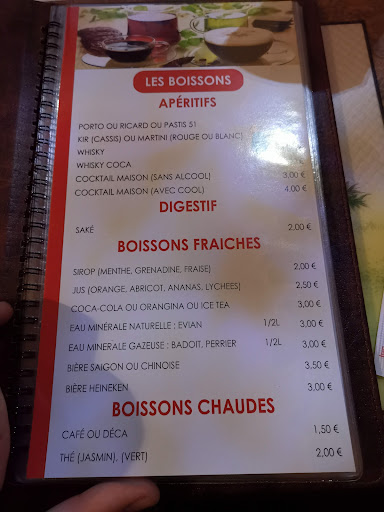 LES BOISSONS
APÉRITIFS
PORTO OU RICARD OU PASTIS 51
KIR (CASSIS) OU MARTINI (ROUGE OU BLANC)
WHISKY
WHISKY COCA
COCKTAIL MAISON (SANS ALCOOL) 3,00 €
COCKTAIL MAISON (AVEC COOL) 4,00 €
DIGESTIF
SAKÉ 2,00 €
BOISSONS FRAICHES
SIROP (MENTHE, GRENADINE, FRAISE) 2,00 €
JUS (ORANGE, ABRICOT, ANANAS, LYCHEES) 2,50 €
COCA-COLA OU ORANGINA OU ICE TEA 3,00 €
EAU MINÉRALE NATURELLE : EVIAN 1/2L 3,00 €
EAU MINERALE GAZEUSE : BADOIT, PERRIER 1/2L 3,00 €
BIÈRE SAIGON OU CHINOISE 3,50 €
BIÈRE HEINEKEN 3,00 €
BOISSONS CHAUDES
CAFÉ OU DÉCA 1,50 €
THÉ (JASMIN), (VERT) 2,00 €